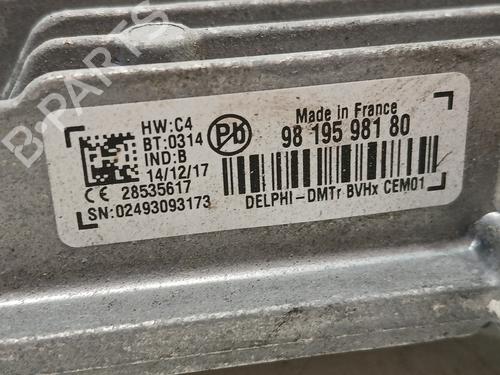 B-PARTS
HW:C4
BT:0314
IND:B
14/12/17
CE 28535617
SN:02493093173
Pb
Made in France
98 195 981 80
DELPHI-DMTr BVHx CEM01